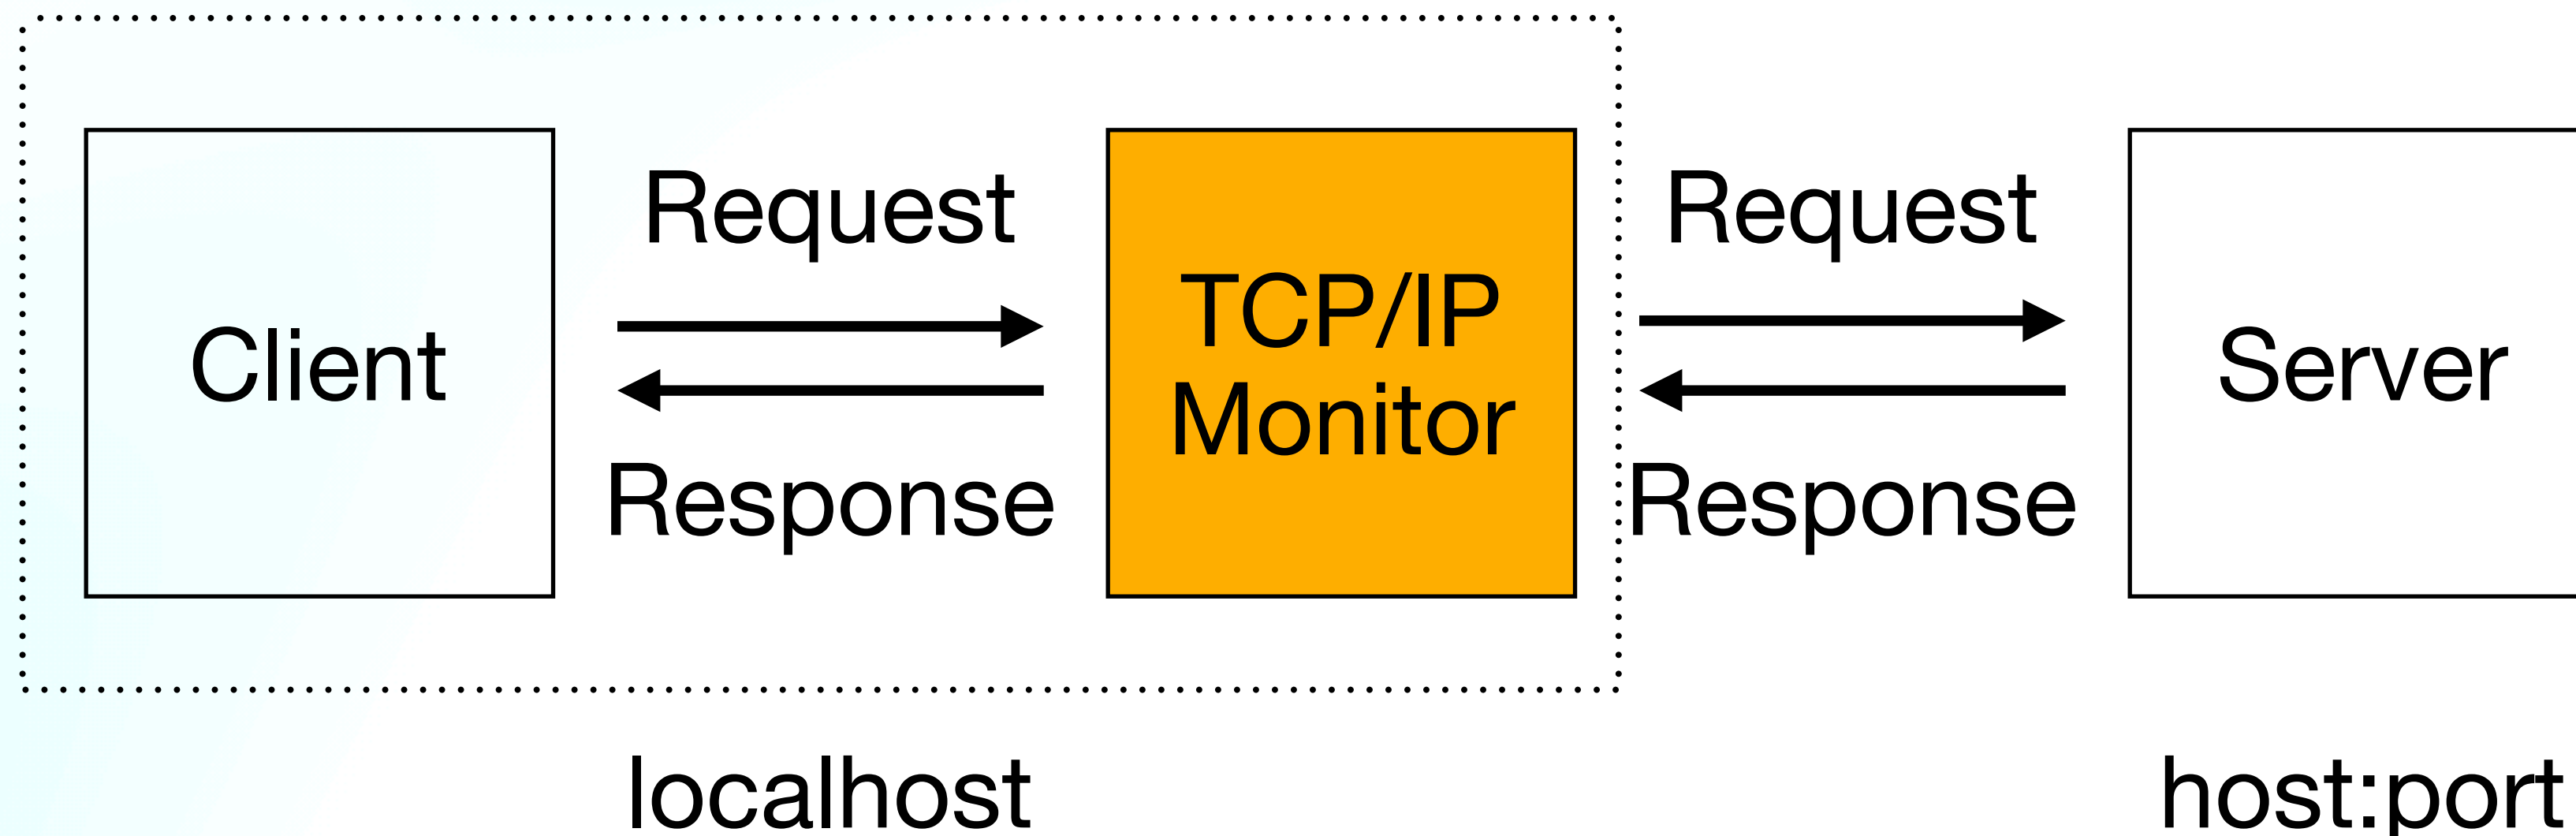 Client
Request
Response
TCP/IP
Monitor
Request
Response
Server
localhost
host:port